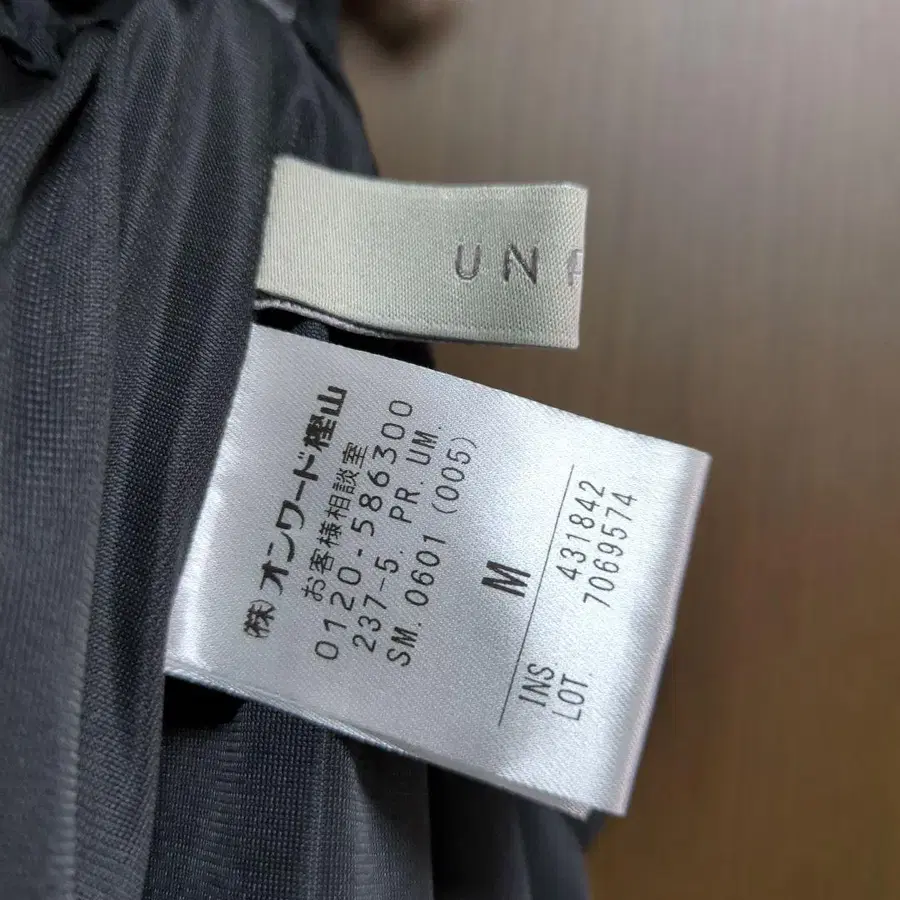 UN
㈱オンワード樫山
お客様相談室
0120-586300
237-5. PR. UM.
SM. 0601 (005)
M
INS 431842
LOT. 7069574